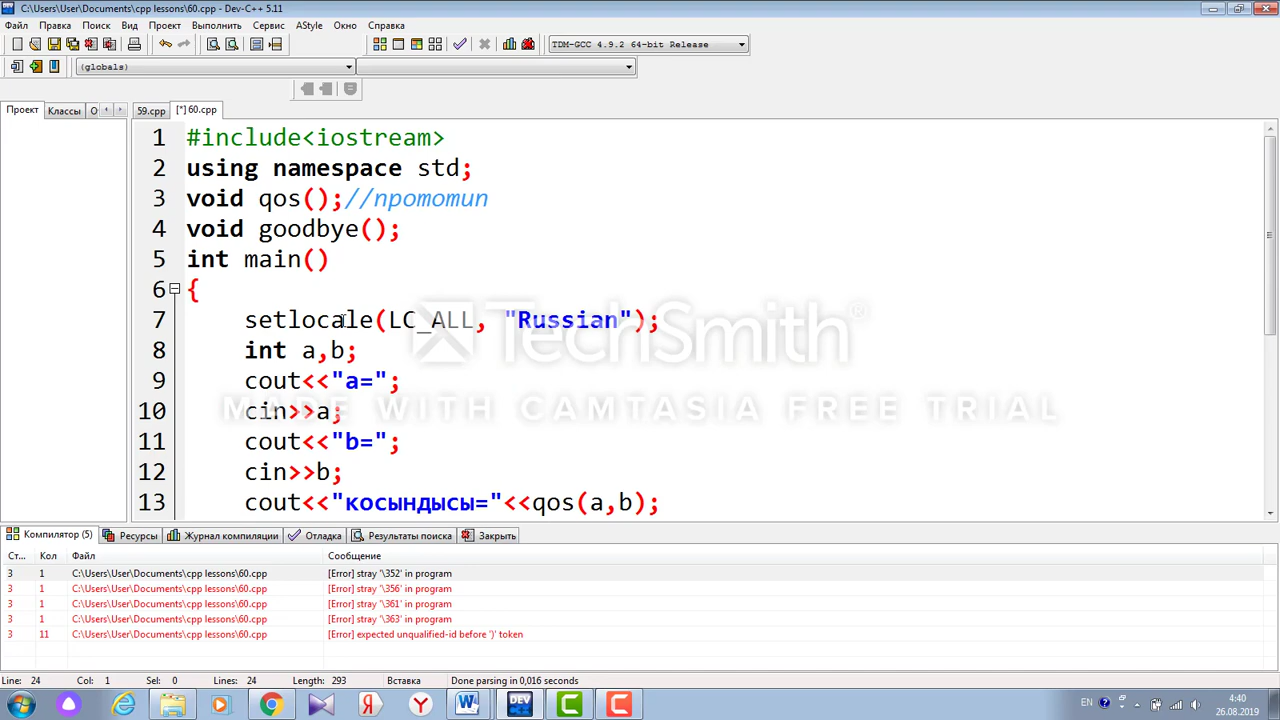 C:\Users\User\Documents\cpp lessons\60.cpp - Dev-C++ 5.11
Файл Правка Поиск Вид Проект Выполнить Сервис AStyle Окно Справка
TDM-GCC 4.9.2 64-bit Release
(globals)
Проект Классы О 59.cpp [*] 60.cpp
1 #include<iostream>
2 using namespace std;
3 void qos();//прототип
4 void goodbye();
5 int main()
6 {
7 setlocale(LC_ALL, "Russian");
8 int a,b;
9 cout<<"a=";
10 cin>>a;
11 cout<<"b=";
12 cin>>b;
13 cout<<"косындысы="<<qos(a,b);
TechSmith®
MADE WITH CAMTASIA FREE TRIAL
Компилятор (5) Ресурсы Журнал компиляции Отладка Результаты поиска Закрыть
Ст... Кол Файл Сообщение
3 1 C:\Users\User\Documents\cpp lessons\60.cpp [Error] stray '\352' in program
3 1 C:\Users\User\Documents\cpp lessons\60.cpp [Error] stray '\356' in program
3 1 C:\Users\User\Documents\cpp lessons\60.cpp [Error] stray '\361' in program
3 1 C:\Users\User\Documents\cpp lessons\60.cpp [Error] stray '\363' in program
3 11 C:\Users\User\Documents\cpp lessons\60.cpp [Error] expected unqualified-id before ')' token
Line: 24 Col: 1 Sel: 0 Lines: 24 Length: 293 Вставка Done parsing in 0,016 seconds
EN 4:40
26.08.2019